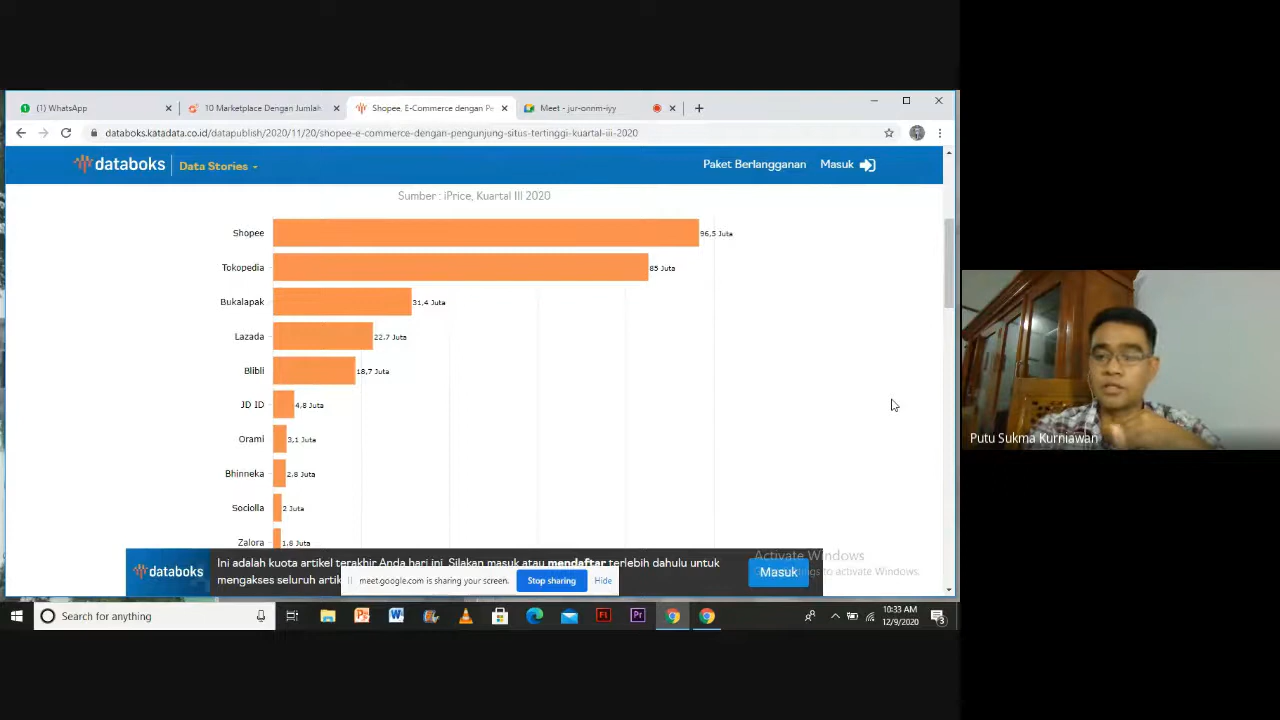 (1) WhatsApp
10 Marketplace Dengan Jumlah
Shopee, E-Commerce dengan Pe
Meet - jur-onnm-iyy
databoks.katadata.co.id/datapublish/2020/11/20/shopee-e-commerce-dengan-pengunjung-situs-tertinggi-kuartal-iii-2020
databoks
Data Stories
Paket Berlangganan
Masuk
Sumber : iPrice, Kuartal III 2020
Shopee 96,5 Juta
Tokopedia 85 Juta
Bukalapak 31,4 Juta
Lazada 22,7 Juta
Blibli 18,7 Juta
JD ID 4,8 Juta
Orami 3,1 Juta
Bhinneka 2,8 Juta
Sociolla 2 Juta
Zalora 1,8 Juta
databoks
Ini adalah kuota artikel terakhir Anda hari ini. Silakan masuk atau mendaftar terlebih dahulu untuk
mengakses seluruh artik
Masuk
Activate Windows
to activate Windows.
meet.google.com is sharing your screen.
Stop sharing
Hide
Search for anything
10:33 AM
12/9/2020
3
Putu Sukma Kurniawan